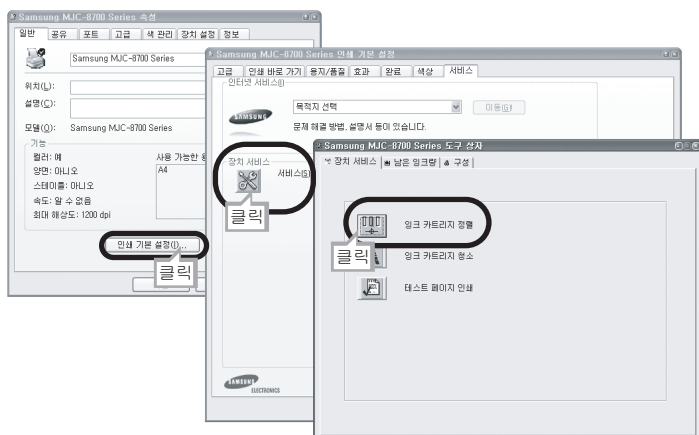 Samsung MJC-8700 Series 속성
일반 공유 포트 고급 색 관리 장치 설정 정보
Samsung MJC-8700 Series
위치(L):
설명(C):
모델(O): Samsung MJC-8700 Series
기능
컬러: 예
양면: 아니오
스테이플: 아니오
속도: 알 수 없음
최대 해상도: 1200 dpi
사용 가능한
A4
인쇄 기본 설정(I)...
클릭
Samsung MJC-8700 Series 인쇄 기본 설정
고급 인쇄 바로 가기 용지/품질 효과 완료 색상 서비스
인터넷 서비스(I)
SAMSUNG
목적지 선택
이동(G)!
문제 해결 방법, 설명서 등이 있습니다.
장치 서비스
서비스(S)
클릭
SAMSUNG
ELECTRONICS
Samsung MJC-8700 Series 도구 상자
장치 서비스 남은 잉크량 구성
잉크 카트리지 정렬
클릭
잉크 카트리지 청소
테스트 페이지 인쇄